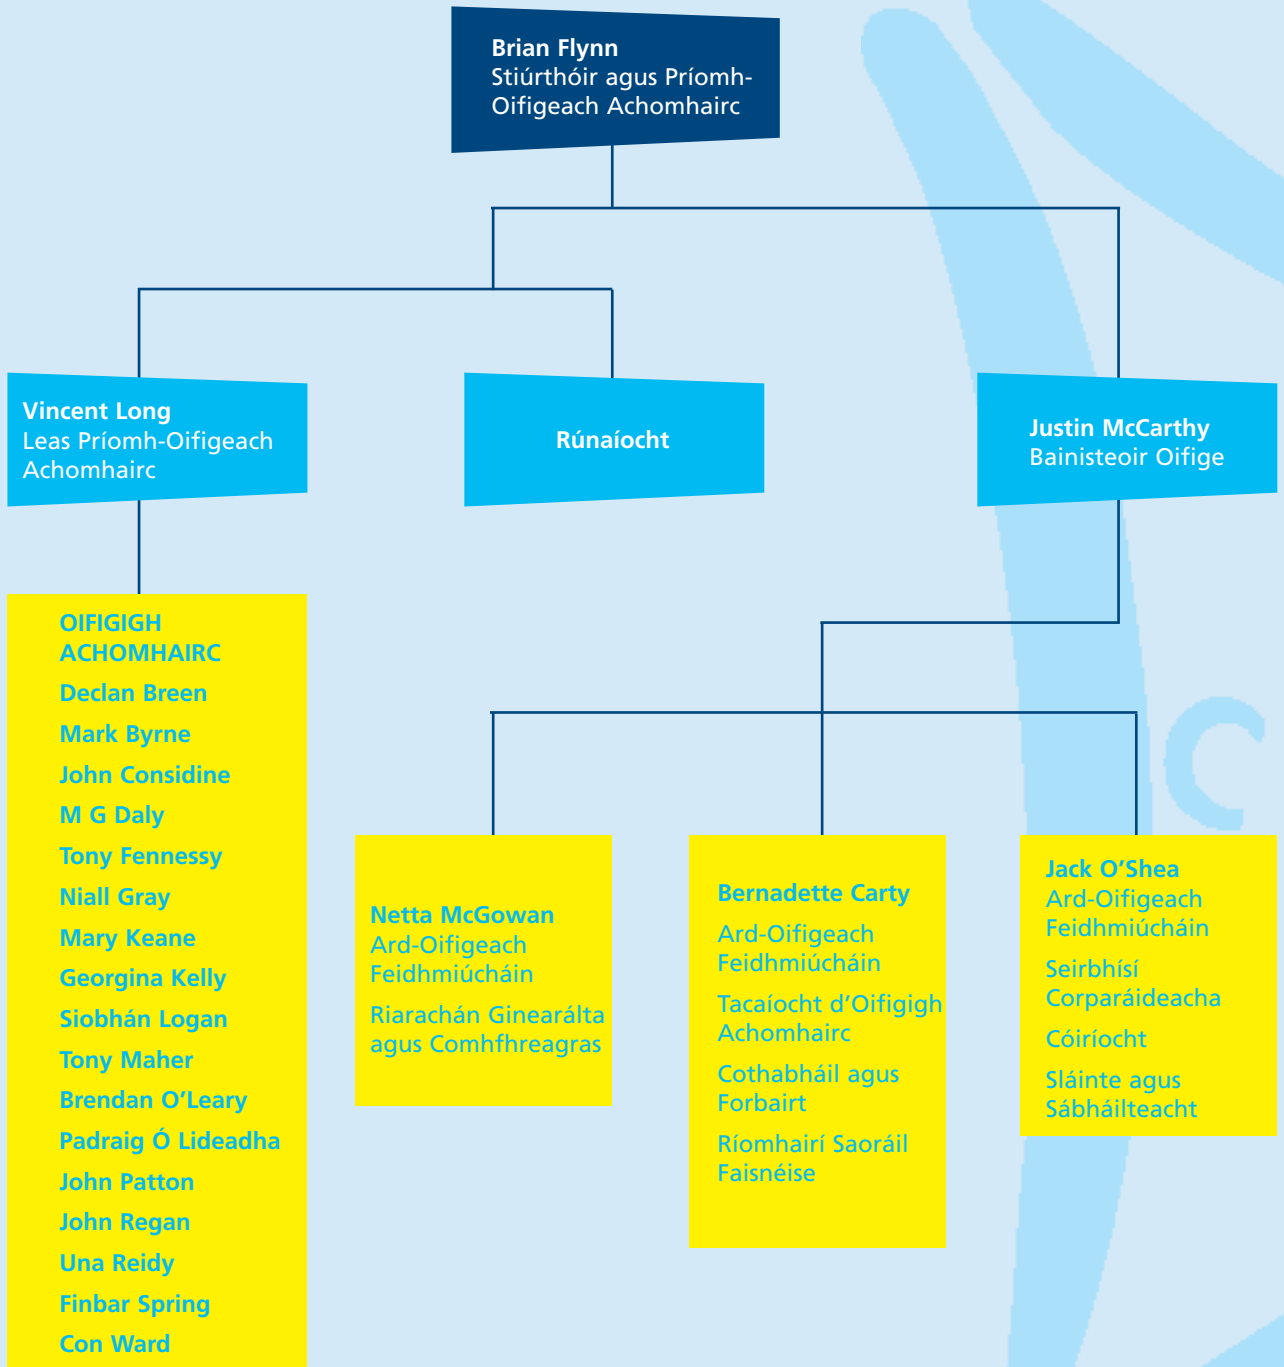 Brian Flynn
Stiúrthóir agus Príomh-
Oifigeach Achomhairc
Vincent Long
Leas Príomh-Oifigeach
Achomhairc
Rúnaíocht
Justin McCarthy
Bainisteoir Oifige
OIFIGIGH
ACHOMHAIRC
Declan Breen
Mark Byrne
John Considine
M G Daly
Tony Fennessy
Niall Gray
Mary Keane
Georgina Kelly
Siobhán Logan
Tony Maher
Brendan O’Leary
Padraig Ó Lideadha
John Patton
John Regan
Una Reidy
Finbar Spring
Con Ward
Netta McGowan
Ard-Oifigeach
Feidhmiúcháin
Riarachán Ginearálta
agus Comhfhreagras
Bernadette Carty
Ard-Oifigeach
Feidhmiúcháin
Tacaíocht d’Oifigigh
Achomhairc
Cothabháil agus
Forbairt
Ríomhairí Saoráil
Faisnéise
Jack O’Shea
Ard-Oifigeach
Feidhmiúcháin
Seirbhísí
Corparáideacha
Cóiríocht
Sláinte agus
Sábháilteacht